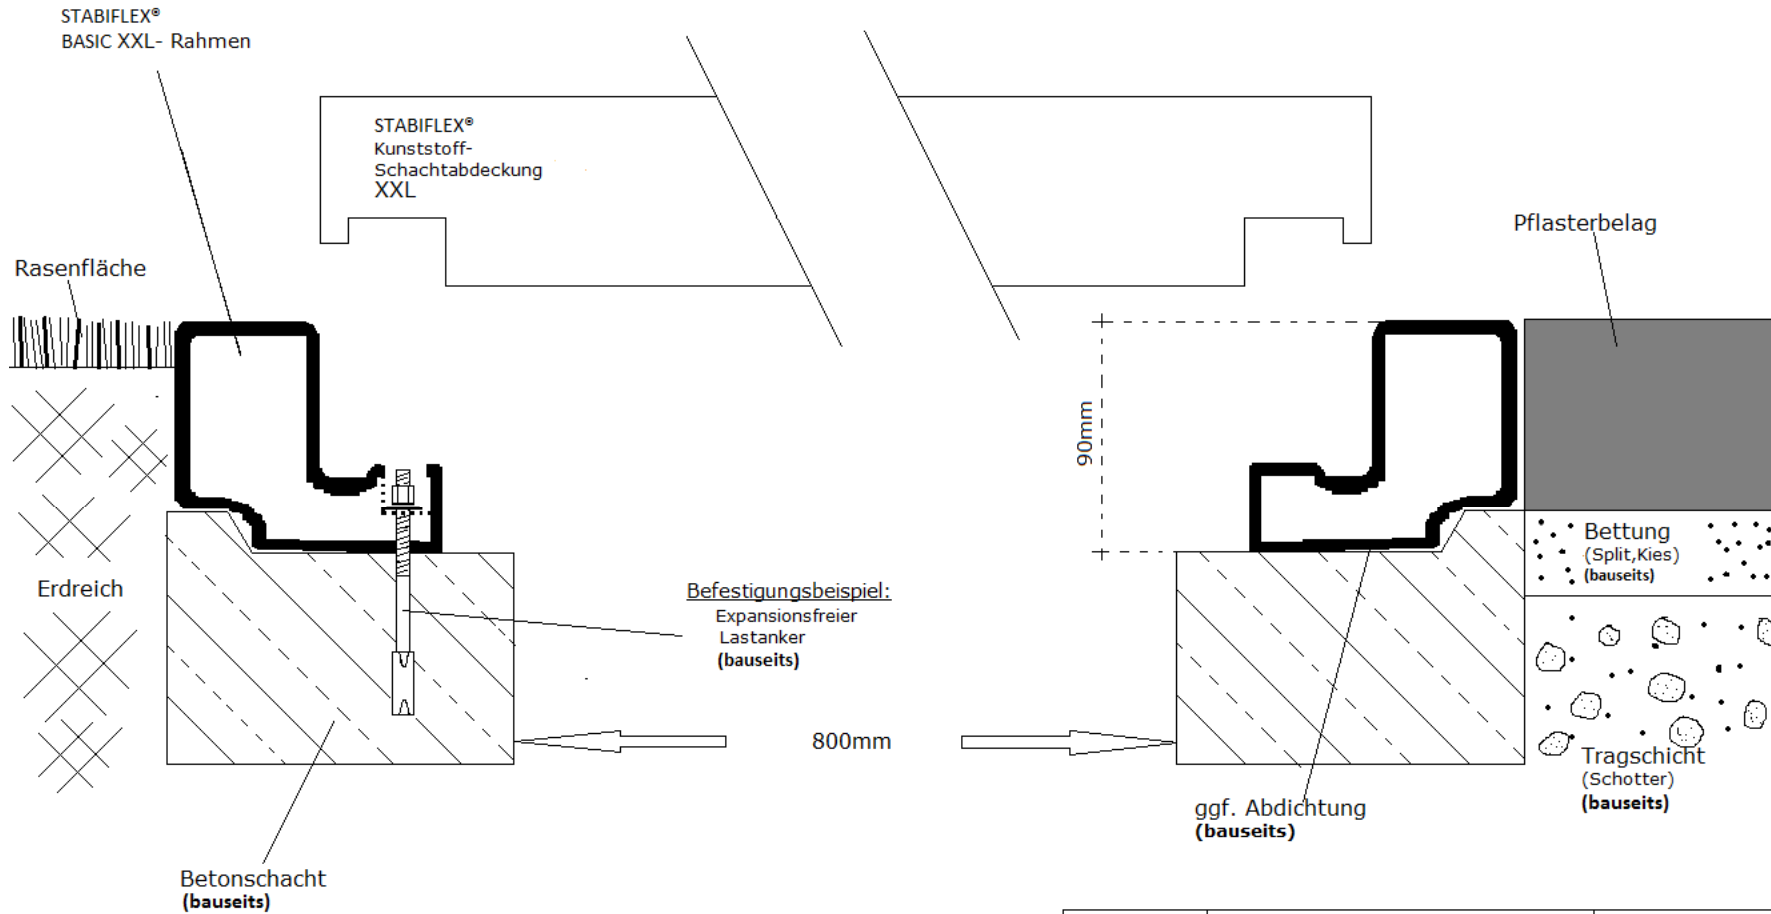 STABIFLEX®
BASIC XXL- Rahmen
STABIFLEX®
Kunststoff-
Schachtabdeckung
XXL
Pflasterbelag
Rasenfläche
90mm
Bettung
(Split,Kies)
(bauseits)
Erdreich
Befestigungsbeispiel:
Expansionsfreier
Lastanker
(bauseits)
800mm
Tragschicht
(Schotter)
(bauseits)
ggf. Abdichtung
(bauseits)
Betonschacht
(bauseits)